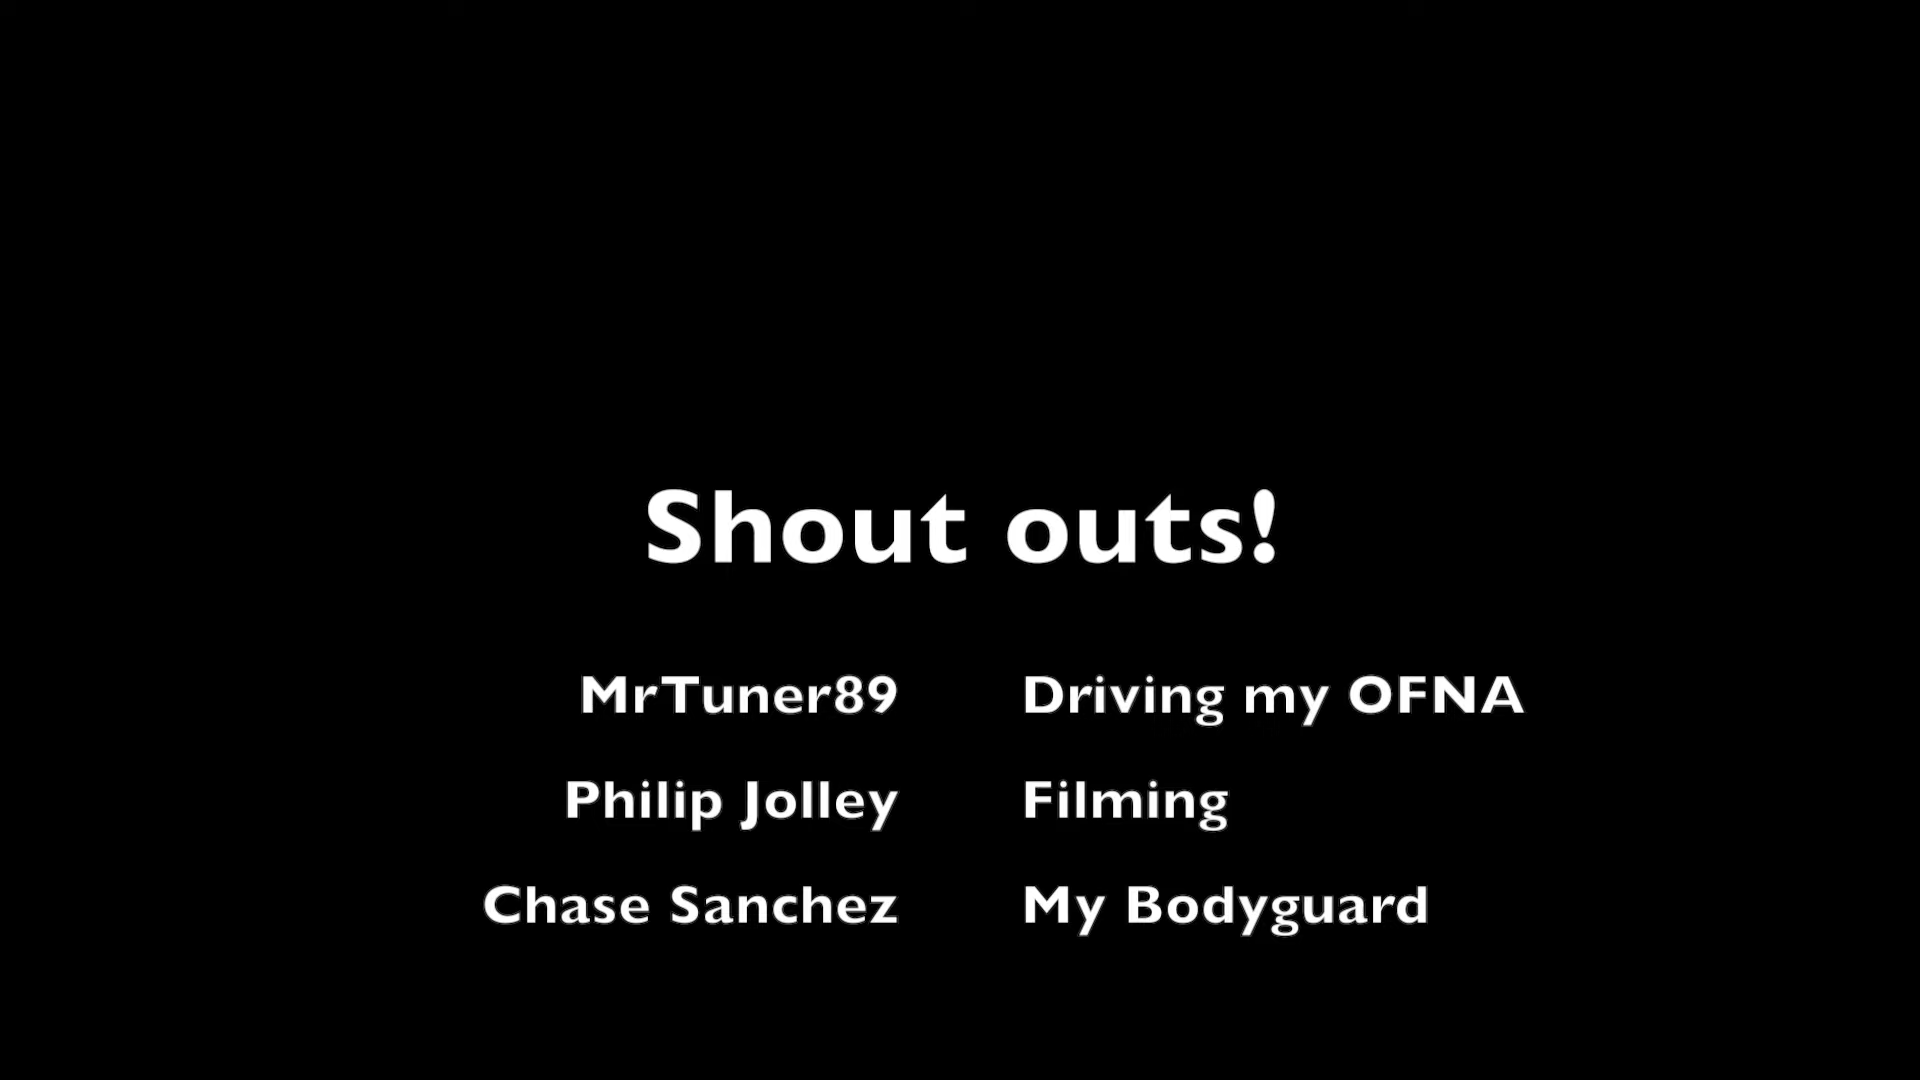 Shout outs!
MrTuner89 Driving my OFNA
Philip Jolley Filming
Chase Sanchez My Bodyguard